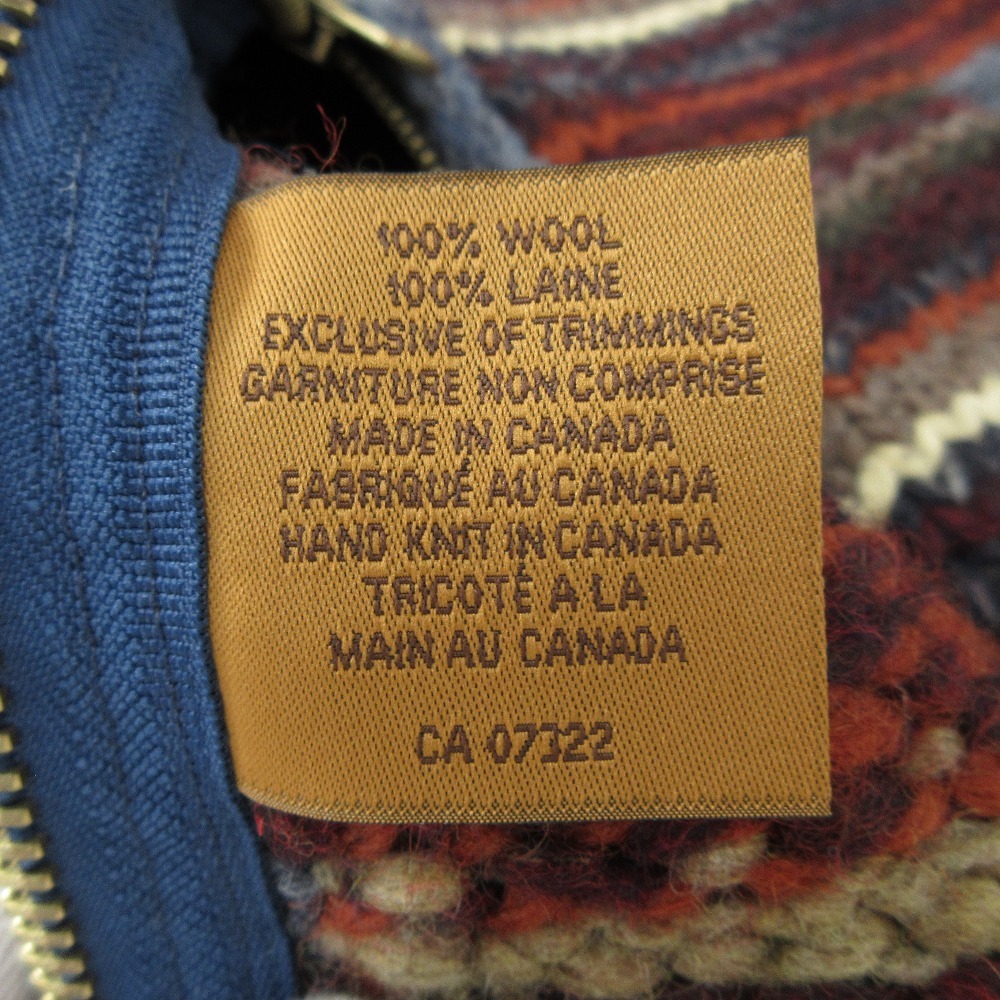 100% WOOL
100% LAINE
EXCLUSIVE OF TRIMMINGS
GARNITURE NON COMPRISE
MADE IN CANADA
FABRIQUÉ AU CANADA
HAND KNIT IN CANADA
TRICOTÉ A LA
MAIN AU CANADA
CA 07322